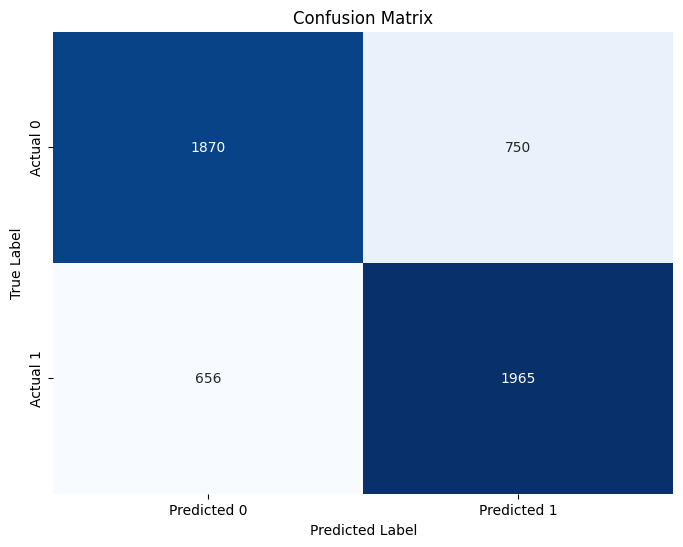 Confusion Matrix
Actual 0
1870
750
True Label
Actual 1
656
1965
Predicted 0
Predicted 1
Predicted Label